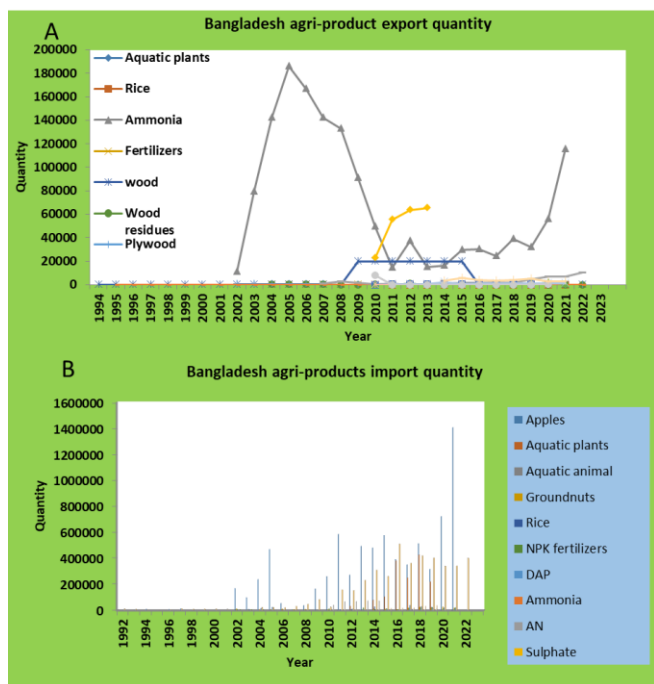 A
Bangladesh agri-product export quantity
200000
180000
160000
140000
120000
100000
80000
60000
40000
20000
0
Quantity
Aquatic plants
Rice
Ammonia
Fertilizers
wood
Wood
residues
Plywood
1994
1995
1996
1997
1998
1999
2000
2001
2002
2003
2004
2005
2006
2007
2008
2009
2010
2011
2012
2013
2014
2015
2016
2017
2018
2019
2020
2021
2022
2023
Year
B
Bangladesh agri-products import quantity
1600000
1400000
1200000
1000000
800000
600000
400000
200000
0
Quantity
1992
1994
1996
1998
2000
2002
2004
2006
2008
2010
2012
2014
2016
2018
2020
2022
Year
Apples
Aquatic plants
Aquatic animal
Groundnuts
Rice
NPK fertilizers
DAP
Ammonia
AN
Sulphate